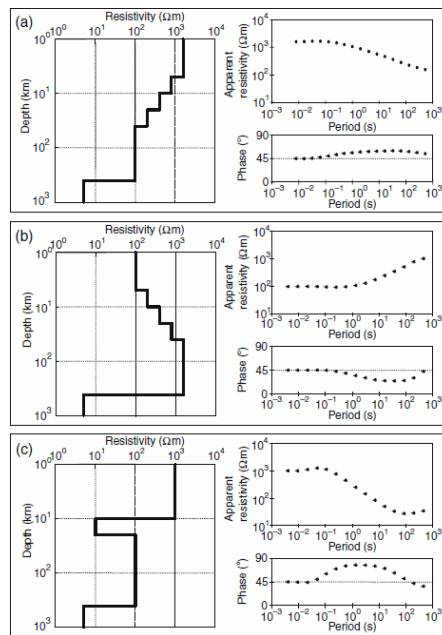 (a)
Resistivity (Ωm)
10⁰ 10¹ 10² 10³ 10⁴
Depth (km)
10⁰
10¹
10²
10³
Apparent
resistivity (Ωm)
10⁴
10³
10²
10¹
10⁻³ 10⁻² 10⁻¹ 10⁰ 10¹ 10² 10³
Period (s)
Phase (°)
90
45
0
10⁻³ 10⁻² 10⁻¹ 10⁰ 10¹ 10² 10³
Period (s)
(b)
Resistivity (Ωm)
10⁰ 10¹ 10² 10³ 10⁴
Depth (km)
10⁰
10¹
10²
10³
Apparent
resistivity (Ωm)
10⁴
10³
10²
10¹
10⁻³ 10⁻² 10⁻¹ 10⁰ 10¹ 10² 10³
Period (s)
Phase (°)
90
45
0
10⁻³ 10⁻² 10⁻¹ 10⁰ 10¹ 10² 10³
Period (s)
(c)
Resistivity (Ωm)
10⁰ 10¹ 10² 10³ 10⁴
Depth (km)
10⁰
10¹
10²
10³
Apparent
resistivity (Ωm)
10⁴
10³
10²
10¹
10⁻³ 10⁻² 10⁻¹ 10⁰ 10¹ 10² 10³
Period (s)
Phase (°)
90
45
0
10⁻³ 10⁻² 10⁻¹ 10⁰ 10¹ 10² 10³
Period (s)